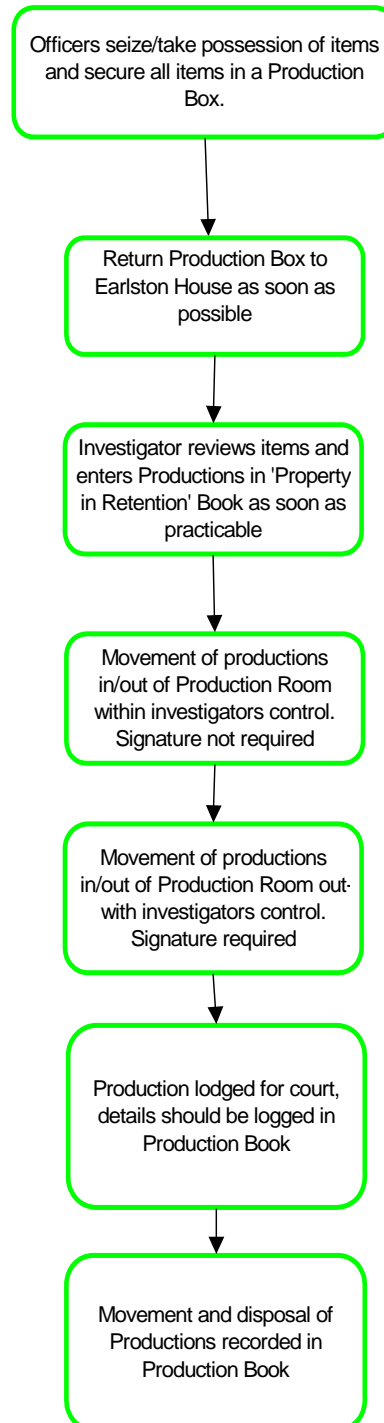 Officers seize/take possession of items
and secure all items in a Production
Box.
Return Production Box to
Earlston House as soon as
possible
Investigator reviews items and
enters Productions in 'Property
in Retention' Book as soon as
practicable
Movement of productions
in/out of Production Room
within investigators control.
Signature not required
Movement of productions
in/out of Production Room out-
with investigators control.
Signature required
Production lodged for court,
details should be logged in
Production Book
Movement and disposal of
Productions recorded in
Production Book